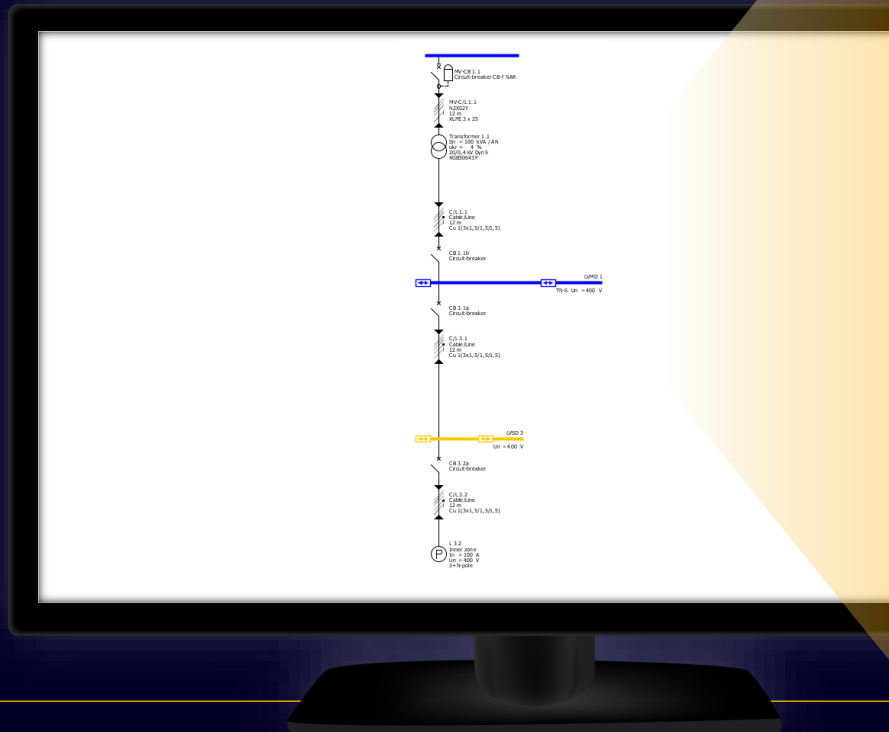 MV-CB 1.1
Circuit-breaker CB-f NAR
MV-C/L 1.1
N2XS2Y
12 m
XLPE 3 x 25
Transformer 1.1
Sn = 100 kVA / AN
ukr = 4 %
20/0,4 kV Dyn5
4GB50643F
C/L 1.1
Cable/Line
12 m
Cu 1(3x1,5/1,5/1,5)
CB 1.1b
Circuit-breaker
LVMD 1
TN-S Un = 400 V
CB 3.1a
Circuit-breaker
C/L 3.1
Cable/Line
12 m
Cu 1(3x1,5/1,5/1,5)
LVSD 3
Un = 400 V
CB 3.2a
Circuit-breaker
C/L 3.2
Cable/Line
12 m
Cu 1(3x1,5/1,5/1,5)
P
L 3.2
Inner zone
In = 100 A
Un = 400 V
3+N-pole